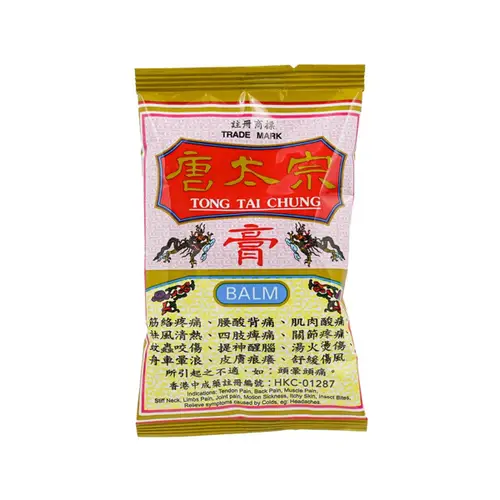 註冊商標
TRADE MARK
唐太宗
TONG TAI CHUNG
膏
BALM
筋絡疼痛、腰酸背痛、肌肉酸痛
祛風清熱、四肢痺痛、關節疼痛
蚊蟲咬傷、提神醒腦、湯火燙傷
舟車暈浪、皮膚痕癢、舒緩傷風
所引起之不適,如:頭暈頭痛。
香港中成藥註冊編號:HKC-01287
Indications: Tendon Pain, Back Pain, Muscle Pain,
Stiff Neck, Limbs Pain, Joint pain, Motion Sickness, Itchy Skin, Insect Bites.
Relieve symptoms caused by Colds, eg: Headaches.